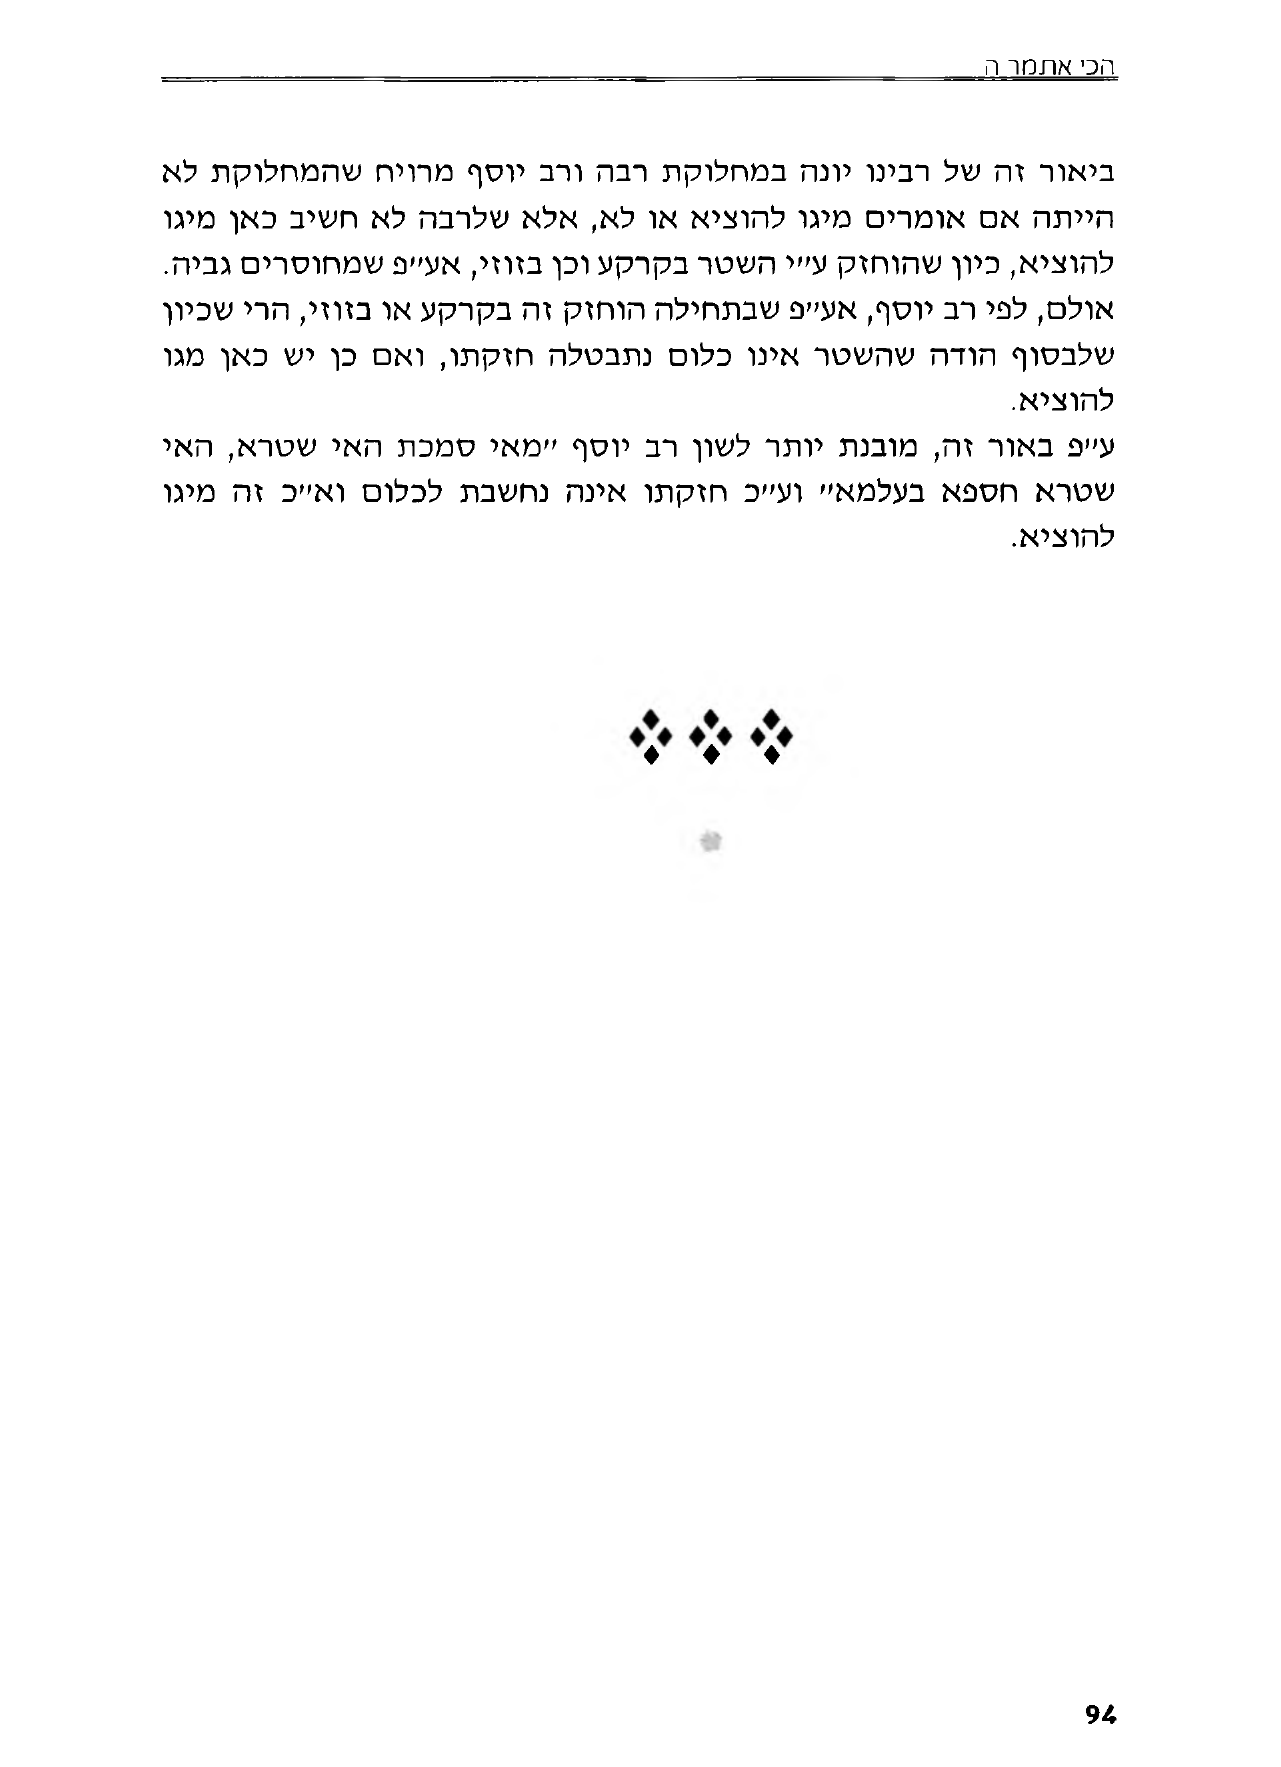 הכי אתמר ה
ביאור זה של רבינו יונה במחלוקת רבה ורב יוסף מרויח שהמחלוקת לא
הייתה אם אומרים מיגו להוציא או לא, אלא שלרבה לא חשיב כאן מיגו
להוציא, כיון שהוחזק ע״י השטר בקרקע וכן בזוזי, אע״פ שמחוסרים גביה.
אולם, לפי רב יוסף, אע״פ שבתחילה הוחזק זה בקרקע או בזוזי, הרי שכיון
שלבסוף הודה שהשטר אינו כלום נתבטלה חזקתו, ואם כן יש כאן מגו
להוציא.
ע״פ באור זה, מובנת יותר לשון רב יוסף ״מאי סמכת האי שטרא, האי
שטרא חספא בעלמא״ וע״כ חזקתו אינה נחשבת לכלום וא״כ זה מיגו
להוציא.
94